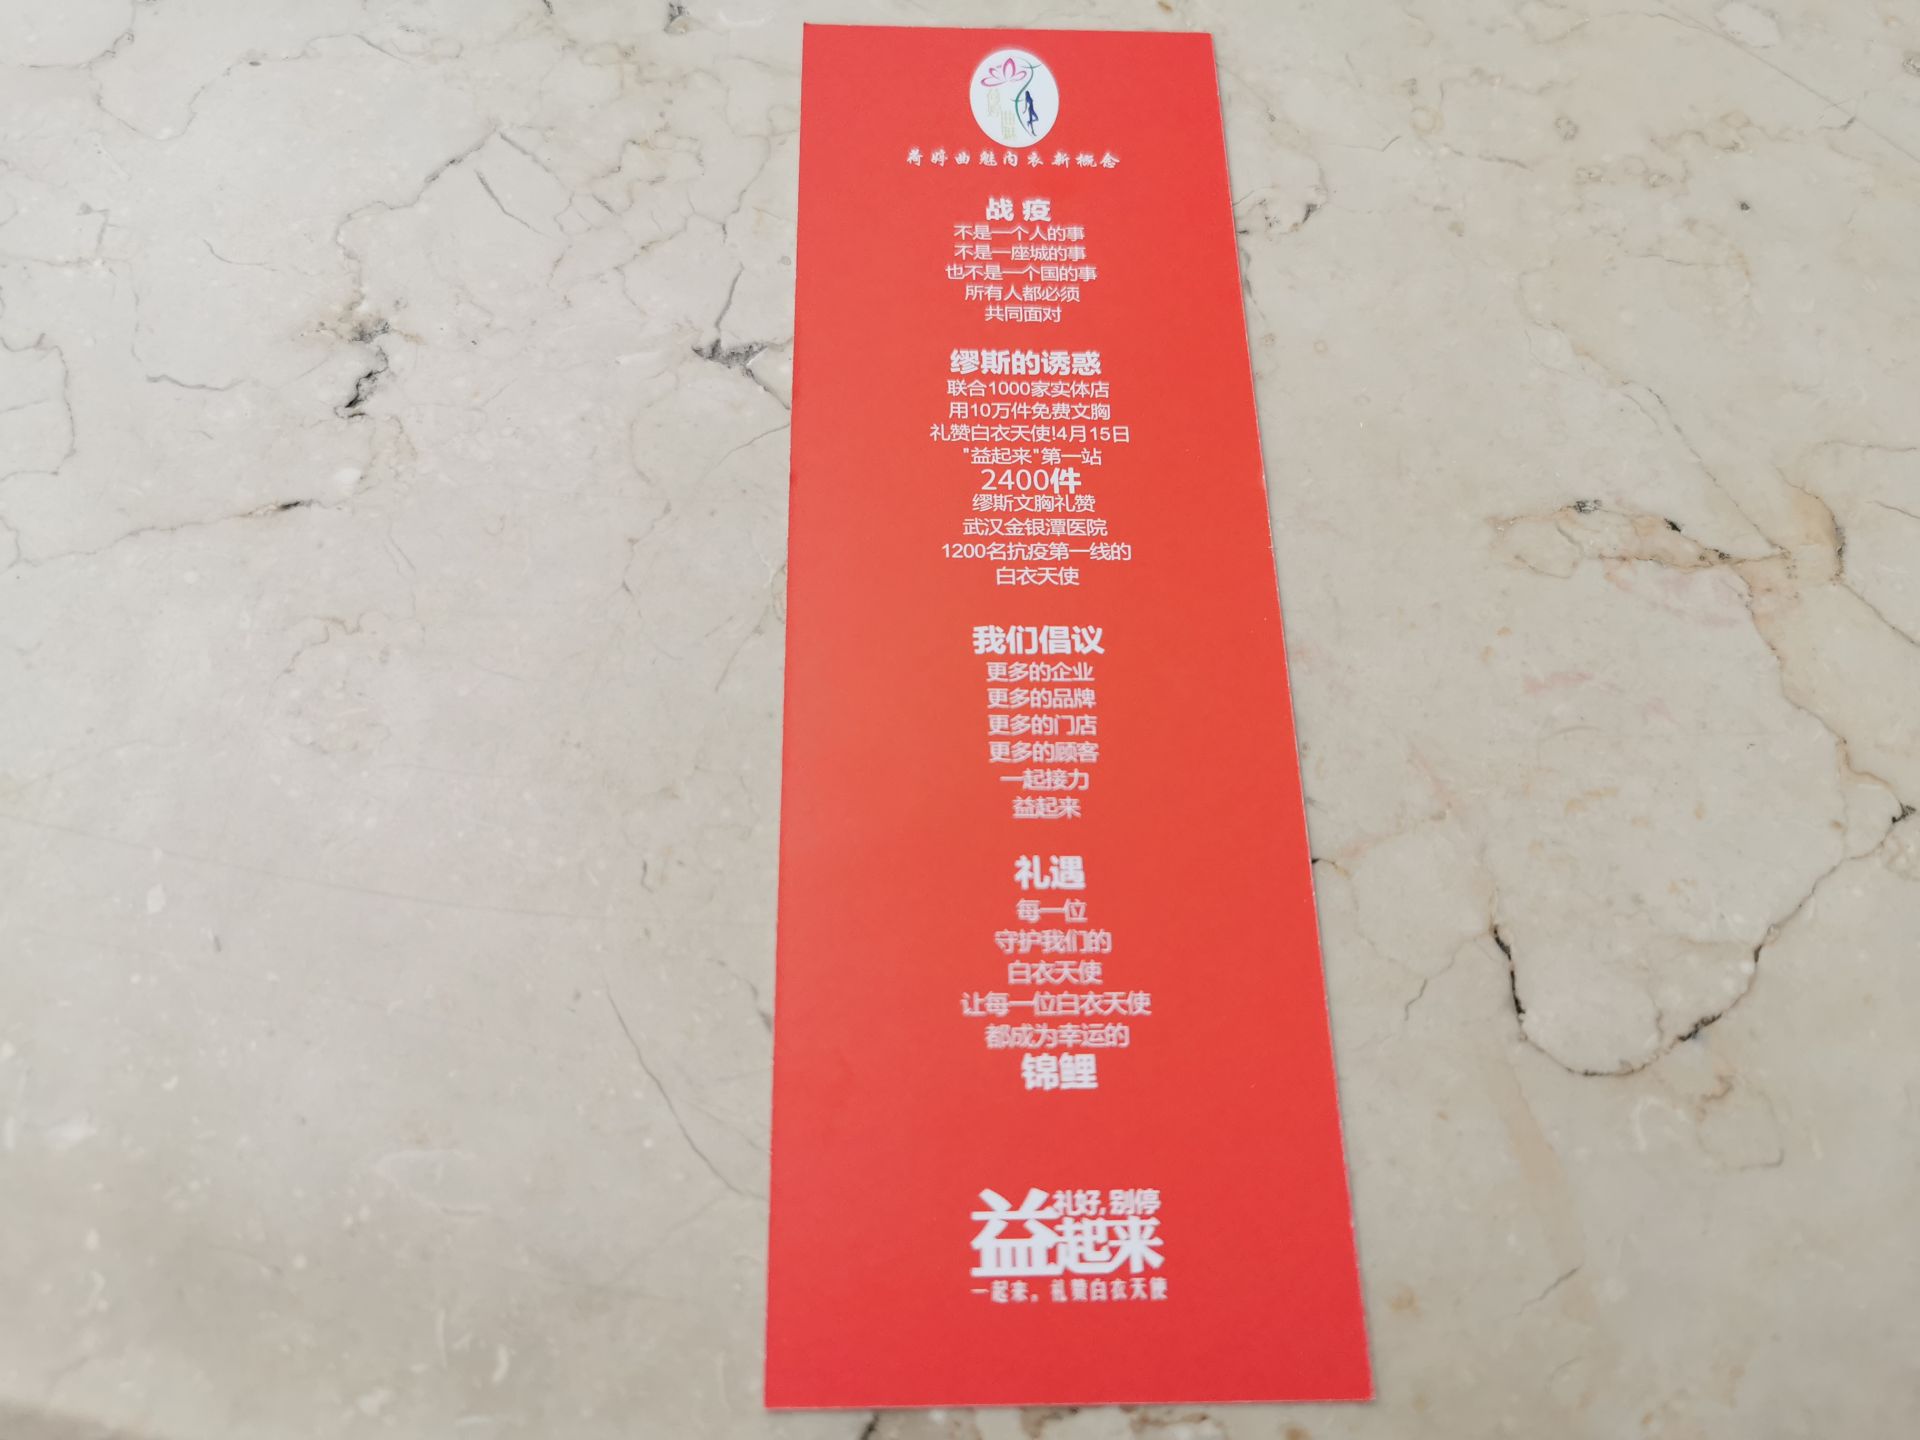 荷婷曲魅内衣新概念
战 疫
不是一个人的事
不是一座城的事
也不是一个国的事
所有人都必须
共同面对
缪斯的诱惑
联合1000家实体店
用10万件免费文胸
礼赞白衣天使!4月15日
"益起来"第一站
2400件
缪斯文胸礼赞
武汉金银潭医院
1200名抗疫第一线的
白衣天使
我们倡议
更多的企业
更多的品牌
更多的门店
更多的顾客
一起接力
益起来
礼遇
每一位
守护我们的
白衣天使
让每一位白衣天使
都成为幸运的
锦鲤
礼好,别停
益起来
一起来。礼赞白衣天使